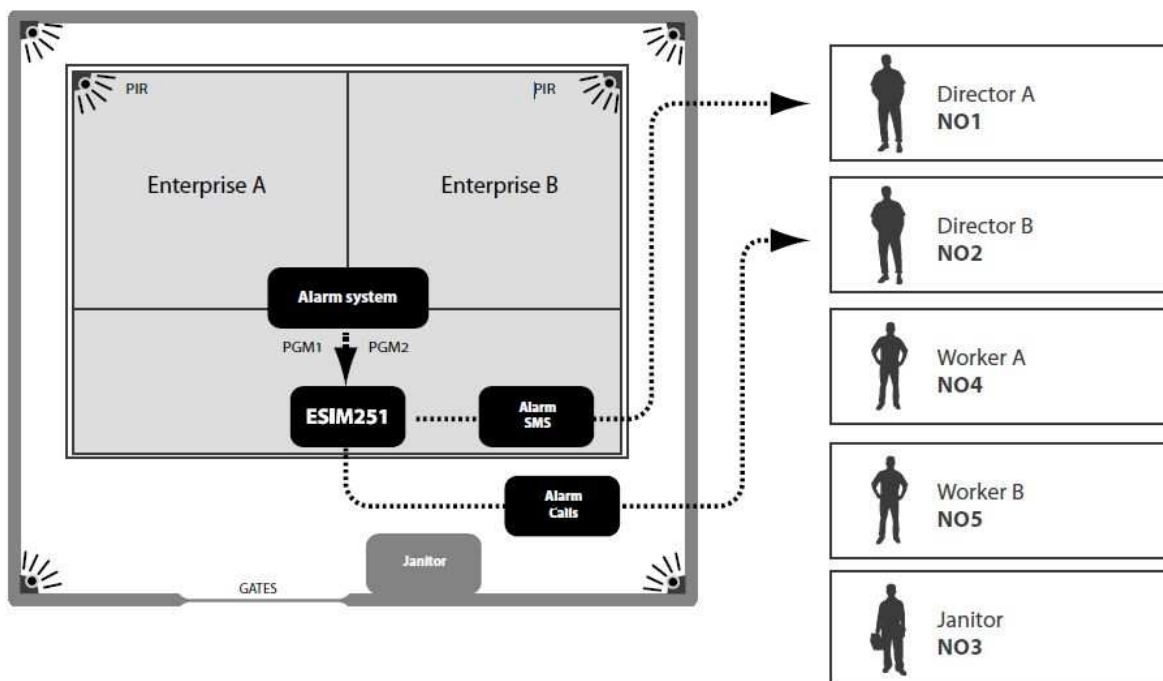 PIR
PIR
Enterprise A
Enterprise B
Alarm system
PGM1
PGM2
ESIM251
Alarm
SMS
Alarm
Calls
Janitor
GATES
Director A
NO1
Director B
NO2
Worker A
NO4
Worker B
NO5
Janitor
NO3